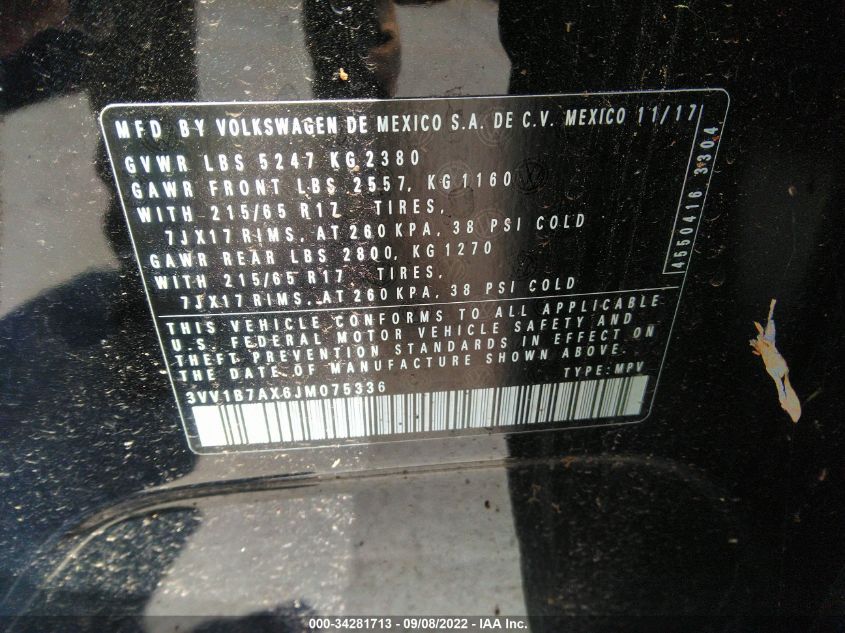 MFD BY VOLKSWAGEN DE MEXICO S.A. DE C.V. MEXICO 11/17
GVWR LBS 5247 KG 2380
GAWR FRONT LBS 2557, KG 1160
WITH 215/65 R17 TIRES,
7JX17 RIMS, AT 260 KPA, 38 PSI COLD
GAWR REAR LBS 2800, KG 1270
WITH 215/65 R17 TIRES,
7JX17 RIMS, AT 260 KPA, 38 PSI COLD
4550416 3304
THIS VEHICLE CONFORMS TO ALL APPLICABLE
U.S. FEDERAL MOTOR VEHICLE SAFETY AND
THEFT PREVENTION STANDARDS IN EFFECT ON
THE DATE OF MANUFACTURE SHOWN ABOVE.
3VV1B7AX6JM075336 TYPE: MPV
000-34281713 - 09/08/2022 - IAA Inc.